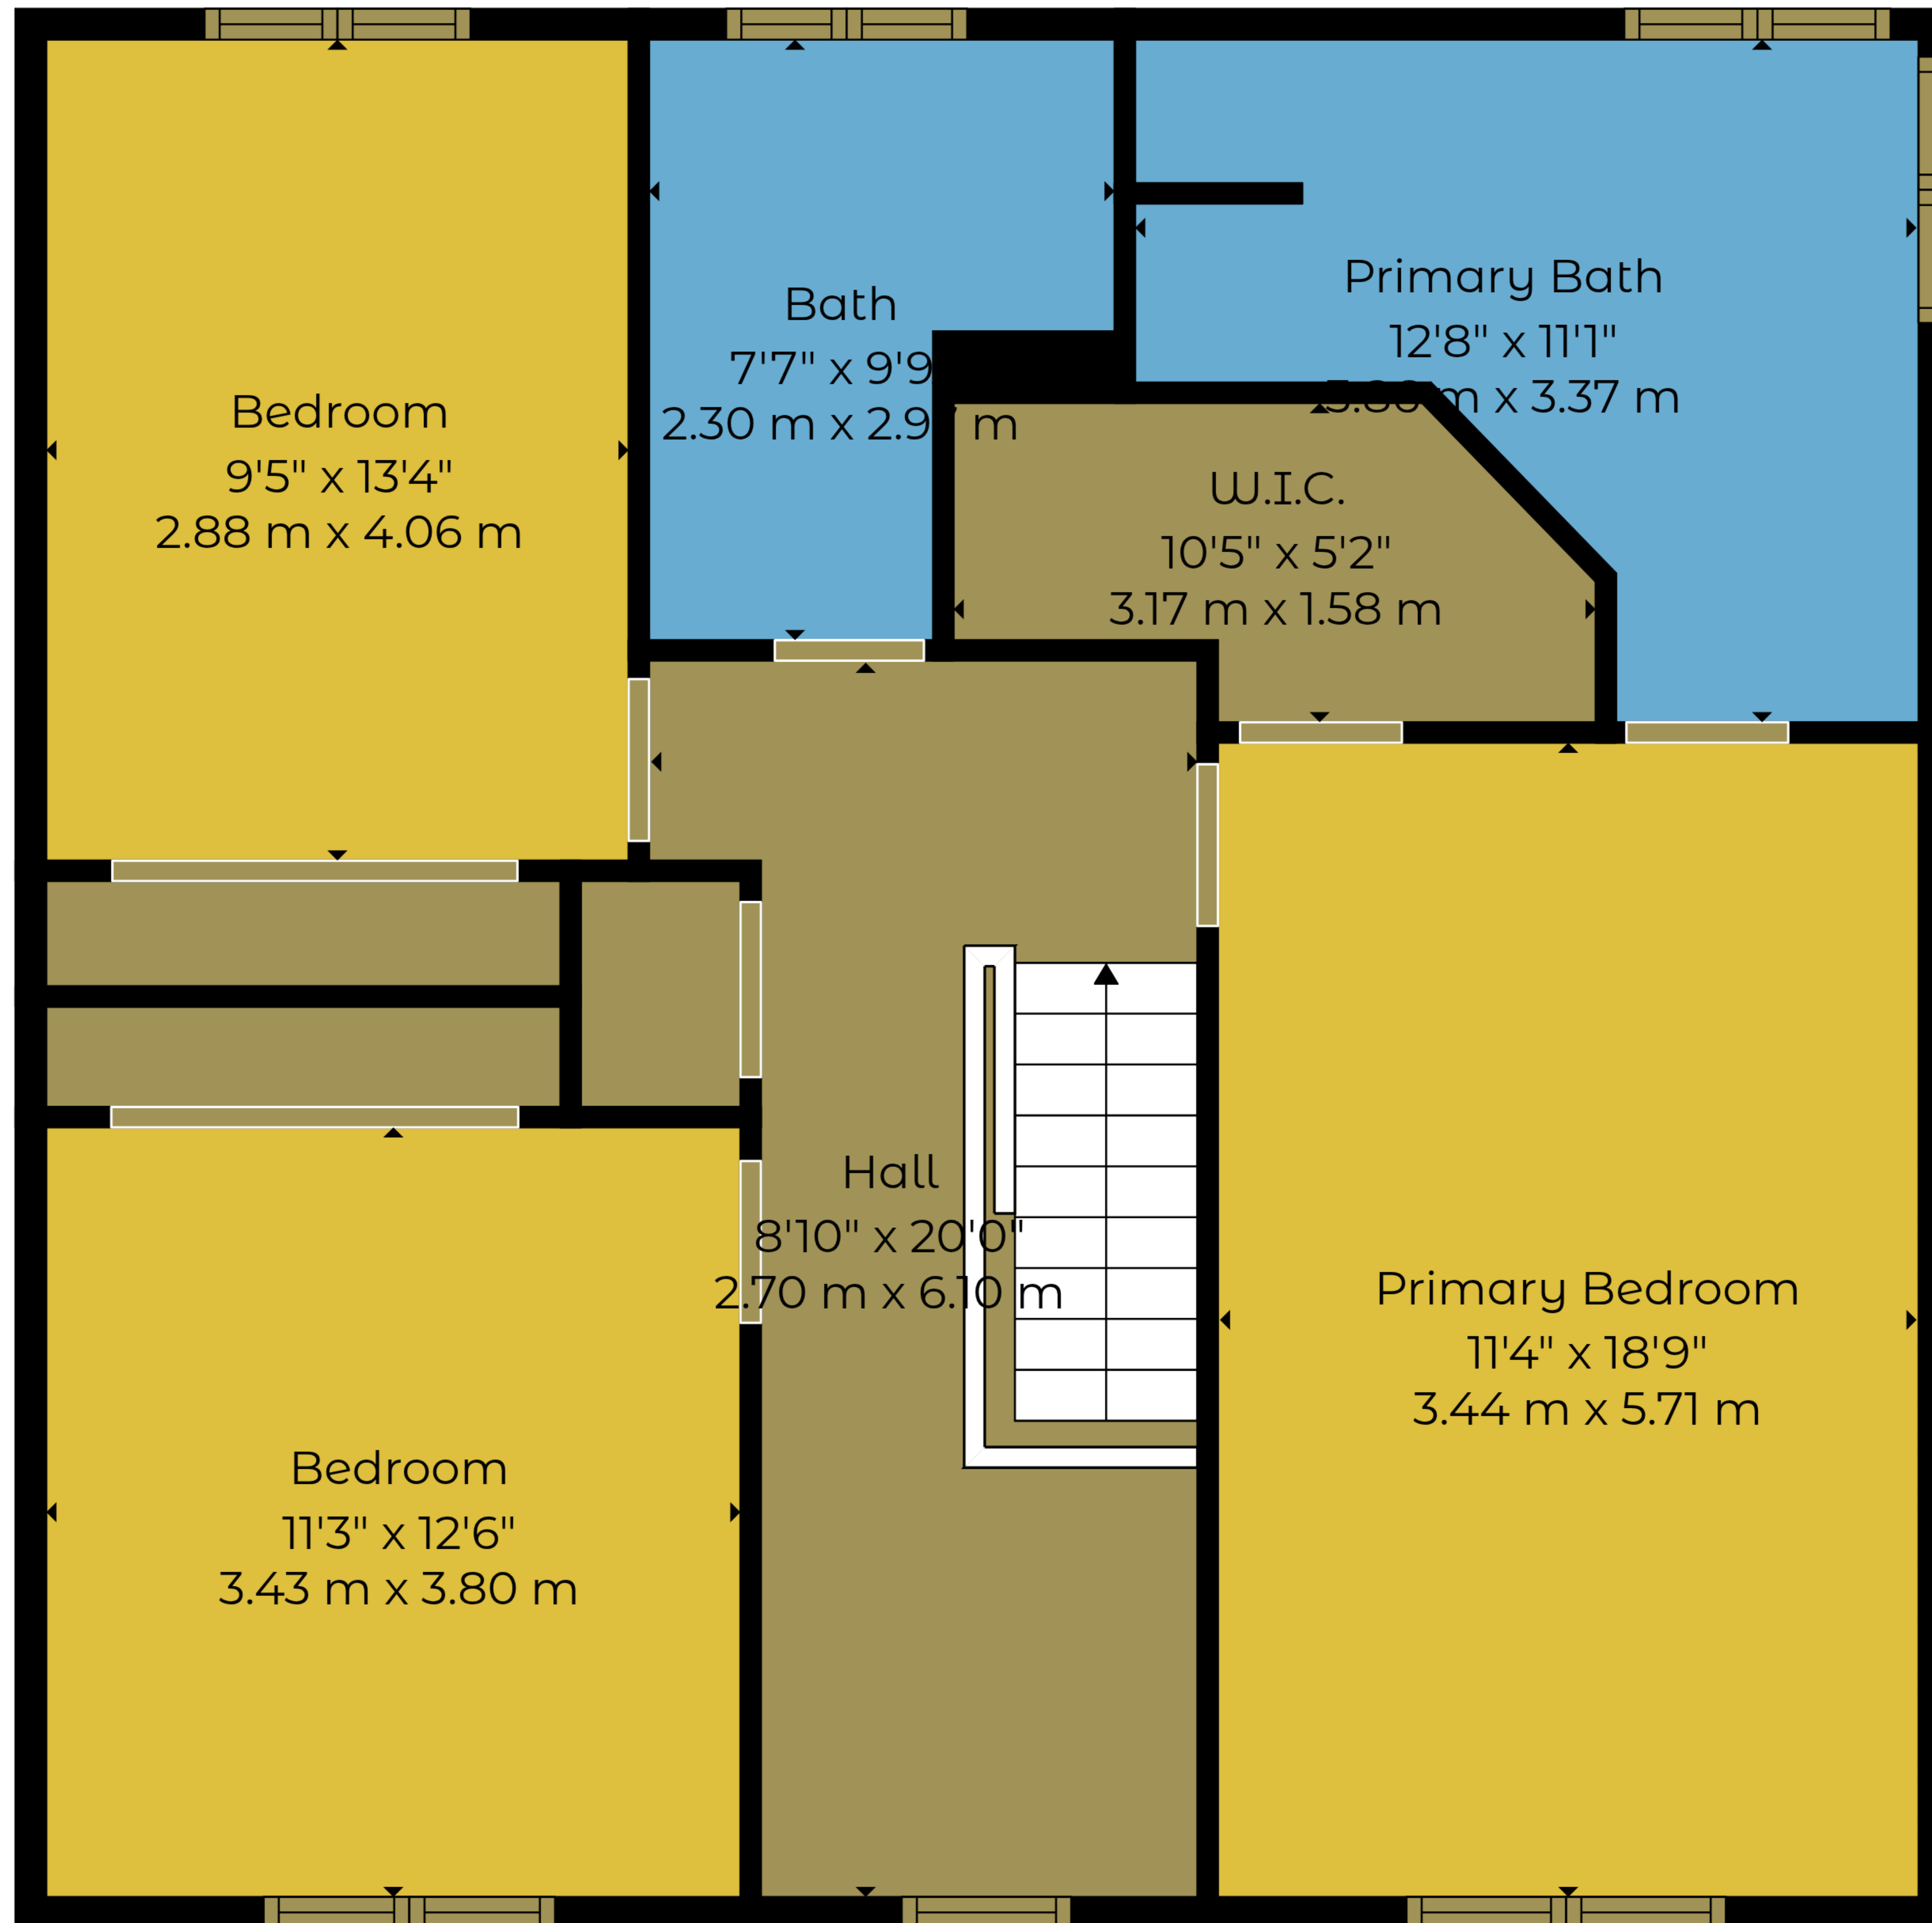 Bedroom
9'5" x 13'4"
2.88 m x 4.06 m
Bath
7'7" x 9'9
2.30 m x 2.9 m
Primary Bath
12'8" x 11'1"
m x 3.37 m
W.I.C.
10'5" x 5'2"
3.17 m x 1.58 m
Hall
8'10" x 20'0"
2.70 m x 6.10 m
Primary Bedroom
11'4" x 18'9"
3.44 m x 5.71 m
Bedroom
11'3" x 12'6"
3.43 m x 3.80 m